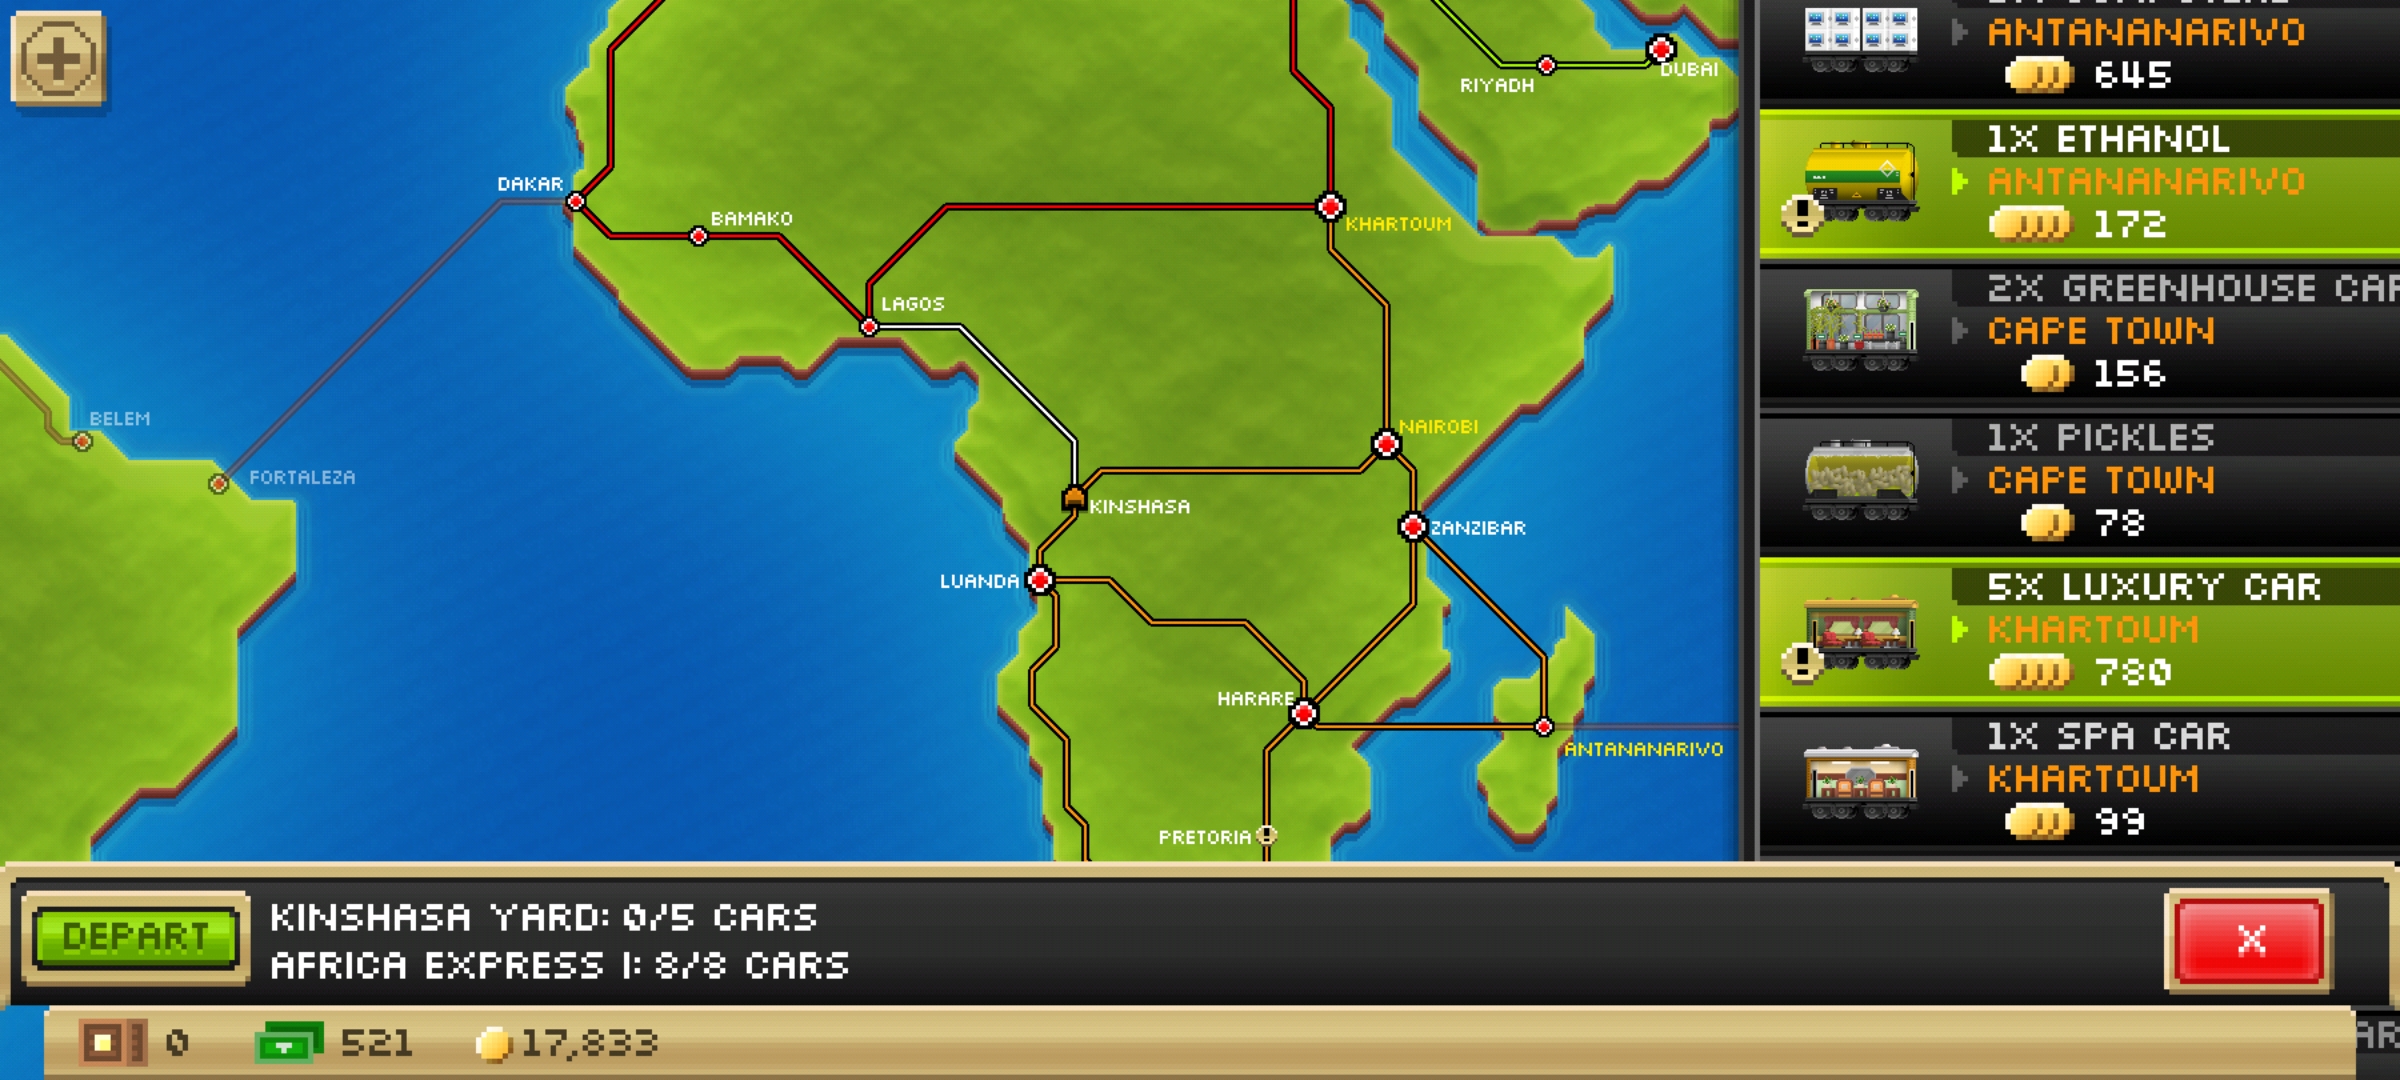 RIYADH
DUBAI
DAKAR
BAMAKO
KHARTOUM
LAGOS
BELEM
FORTALEZA
NAIROBI
KINSHASA
ZANZIBAR
LUANDA
HARARE
ANTANANARIVO
PRETORIA
ANTANANARIVO
645
1X ETHANOL
ANTANANARIVO
172
2X GREENHOUSE CAR
CAPE TOWN
156
1X PICKLES
CAPE TOWN
78
5X LUXURY CAR
KHARTOUM
780
1X SPA CAR
KHARTOUM
99
DEPART
KINSHASA YARD: 0/5 CARS
AFRICA EXPRESS I: 8/8 CARS
X
0
521
17,833